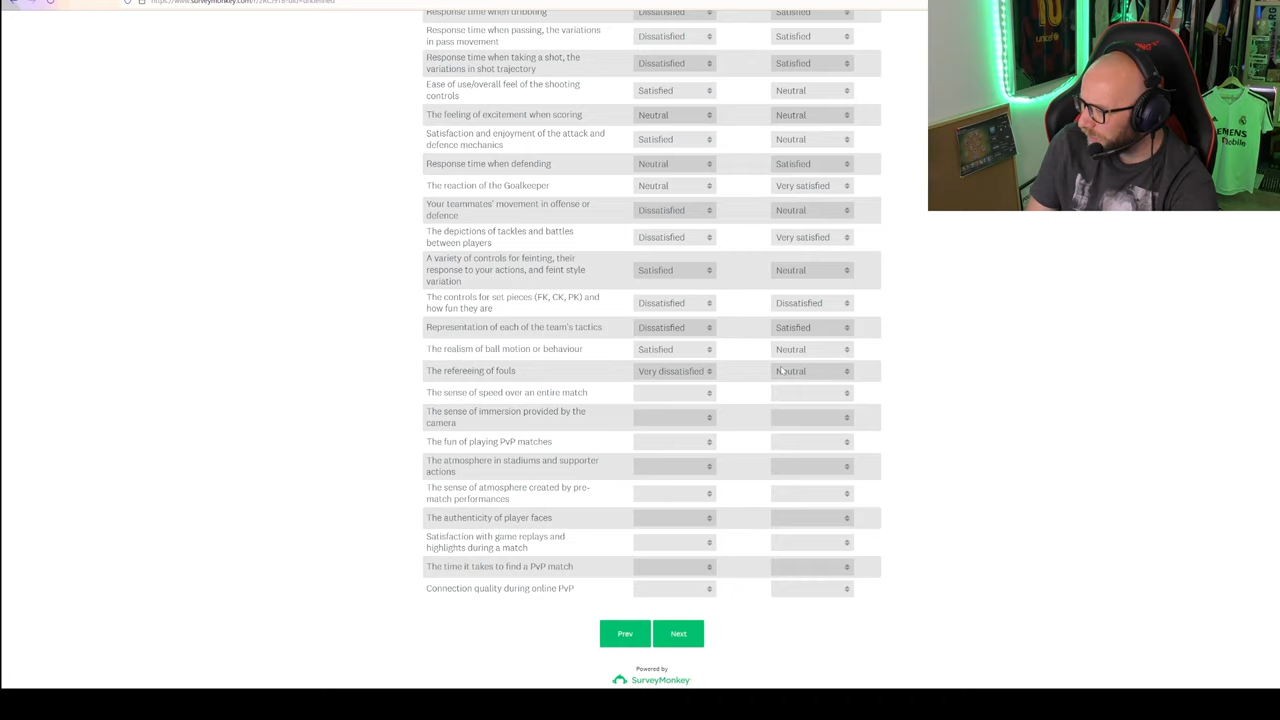 https://www.surveymonkey.com/r/
Response time when dribbling Dissatisfied Satisfied
Response time when passing, the variations
in pass movement Dissatisfied Satisfied
Response time when taking a shot, the
variations in shot trajectory Dissatisfied Satisfied
Ease of use/overall feel of the shooting
controls Satisfied Neutral
The feeling of excitement when scoring Neutral Neutral
Satisfaction and enjoyment of the attack and
defence mechanics Satisfied Neutral
Response time when defending Neutral Satisfied
The reaction of the Goalkeeper Neutral Very satisfied
Your teammates' movement in offense or
defence Dissatisfied Neutral
The depictions of tackles and battles
between players Dissatisfied Very satisfied
A variety of controls for feinting, their
response to your actions, and feint style
variation Satisfied Neutral
The controls for set pieces (FK, CK, PK) and
how fun they are Dissatisfied Dissatisfied
Representation of each of the team's tactics Dissatisfied Satisfied
The realism of ball motion or behaviour Satisfied Neutral
The refereeing of fouls Very dissatisfied Neutral
The sense of speed over an entire match
The sense of immersion provided by the
camera
The fun of playing PvP matches
The atmosphere in stadiums and supporter
actions
The sense of atmosphere created by pre-
match performances
The authenticity of player faces
Satisfaction with game replays and
highlights during a match
The time it takes to find a PvP match
Connection quality during online PvP
Prev Next
Powered by
SurveyMonkey
10
unicef
SIEMENS
mobile